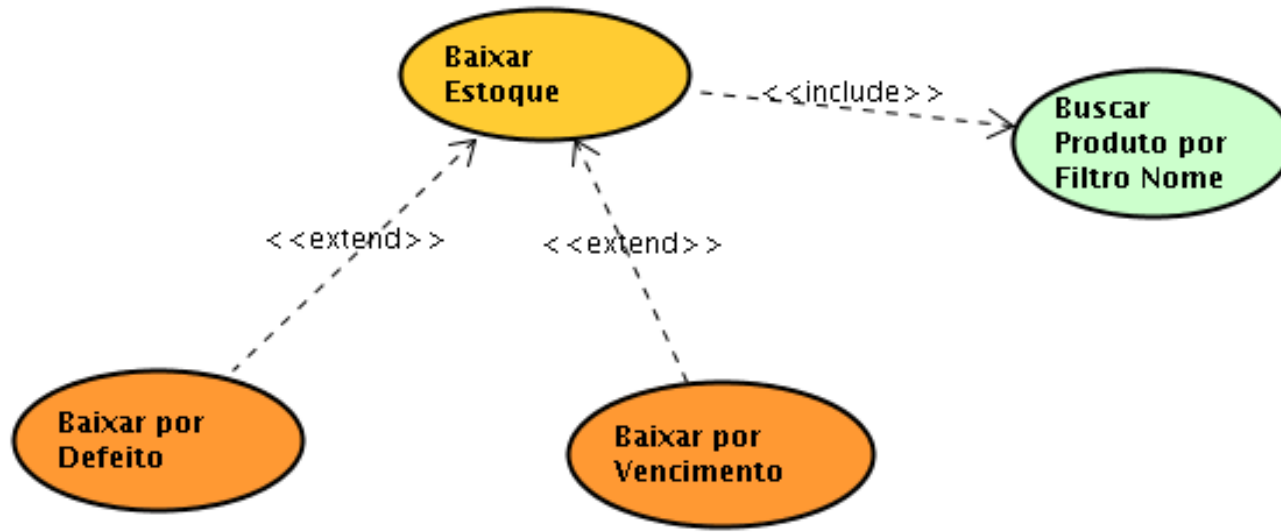 Baixar
Estoque
<<include>>
Buscar
Produto por
Filtro Nome
<<extend>>
<<extend>>
Baixar por
Defeito
Baixar por
Vencimento